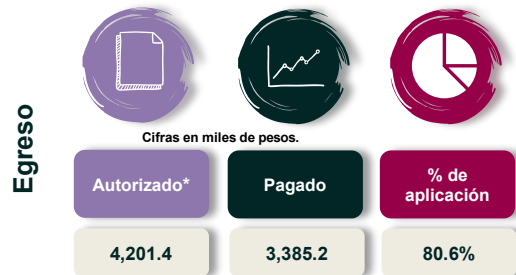 Egreso
Cifras en miles de pesos.
Autorizado*
Pagado
% de
aplicación
4,201.4
3,385.2
80.6%